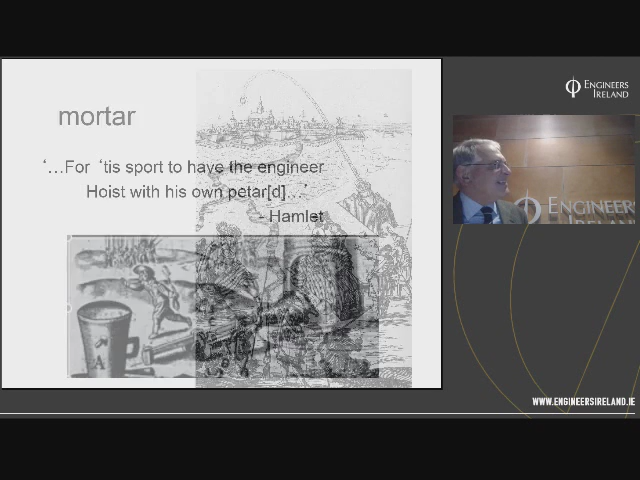 mortar
‘…For ‘tis sport to have the engineer
Hoist with his own petar[d]…’
- Hamlet
A
ENGINEERS
IRELAND
ENGINEERS
IRELAND
WWW.ENGINEERSIRELAND.IE